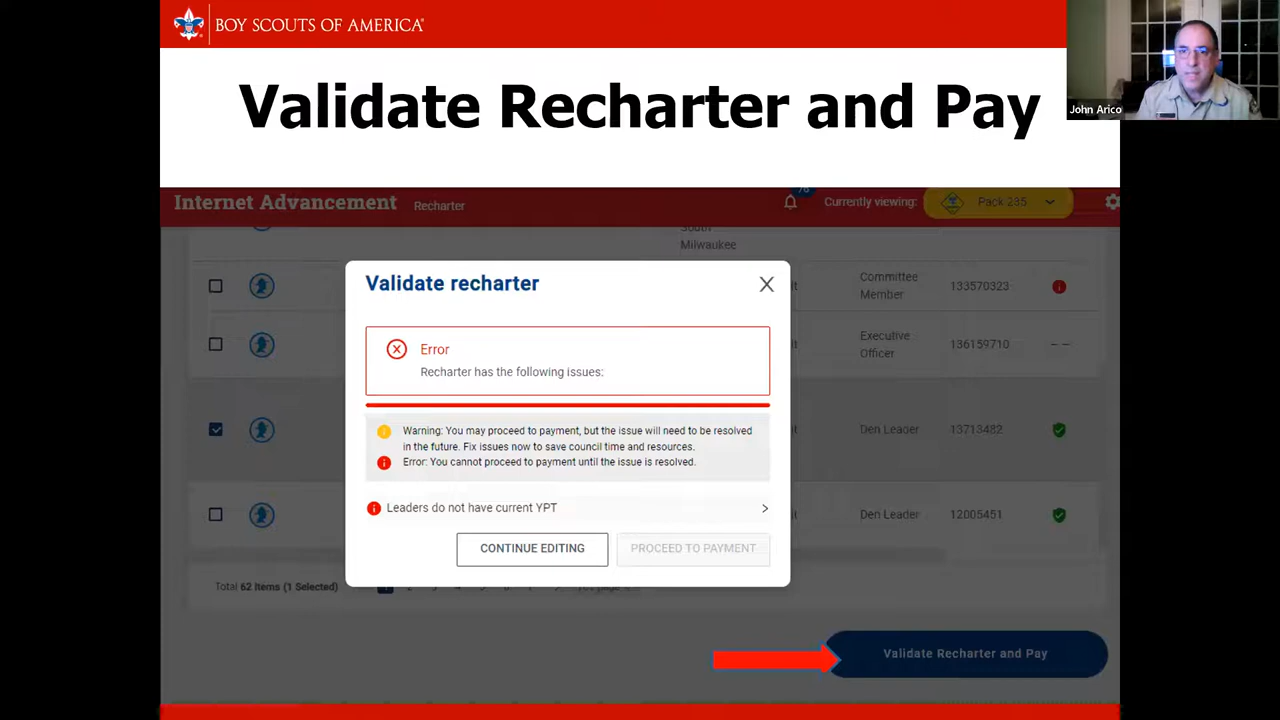 BOY SCOUTS OF AMERICA®
Validate Recharter and Pay
John Arico
Internet Advancement
Recharter
76
Currently viewing:
Pack 235
South
Milwaukee
Committee
Member
133570323
Executive
Officer
136159710
--
Den Leader
13713482
Den Leader
12005451
Validate recharter
Error
Recharter has the following issues:
Warning: You may proceed to payment, but the issue will need to be resolved
in the future. Fix issues now to save council time and resources.
Error: You cannot proceed to payment until the issue is resolved.
Leaders do not have current YPT
CONTINUE EDITING
PROCEED TO PAYMENT
Total 62 items (1 Selected)
Validate Recharter and Pay